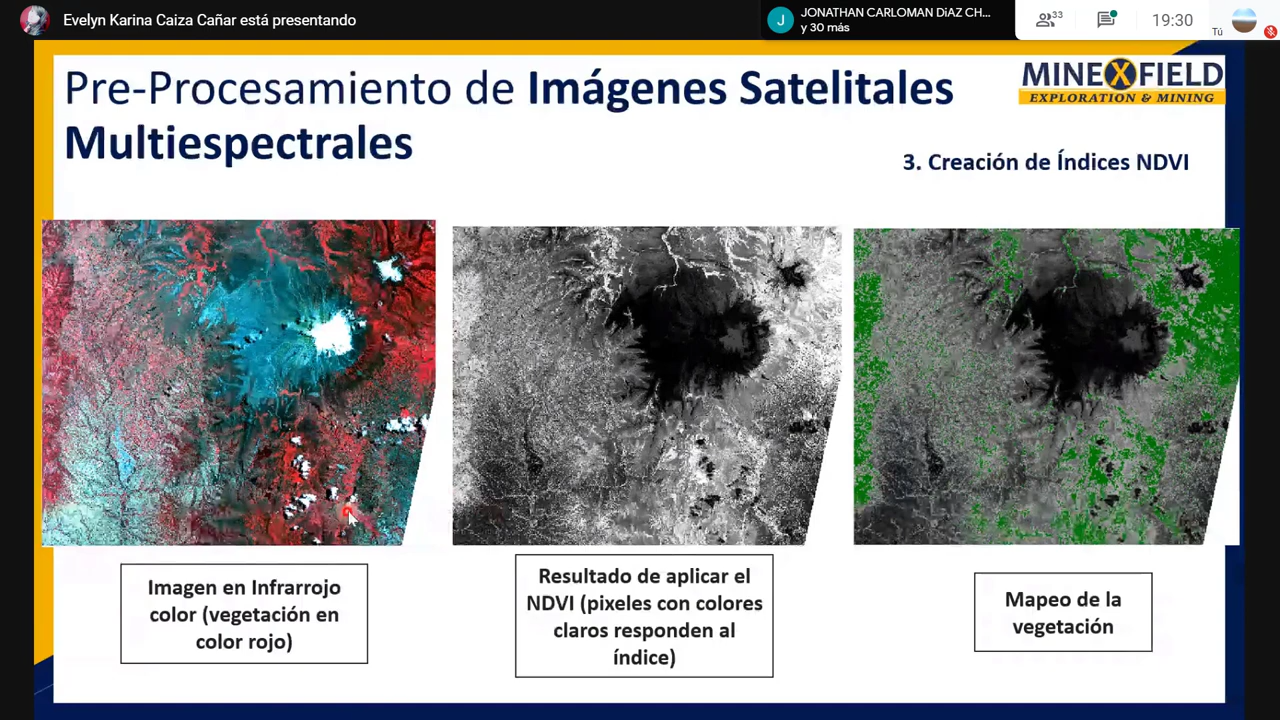 Evelyn Karina Caiza Cañar está presentando
JONATHAN CARLOMAN DíAZ CH...
y 30 más
J
33
19:30
Tú
Pre-Procesamiento de Imágenes Satelitales
Multiespectrales
MINEXFIELD
EXPLORATION & MINING
3. Creación de Índices NDVI
Imagen en Infrarrojo
color (vegetación en
color rojo)
Resultado de aplicar el
NDVI (pixeles con colores
claros responden al
índice)
Mapeo de la
vegetación